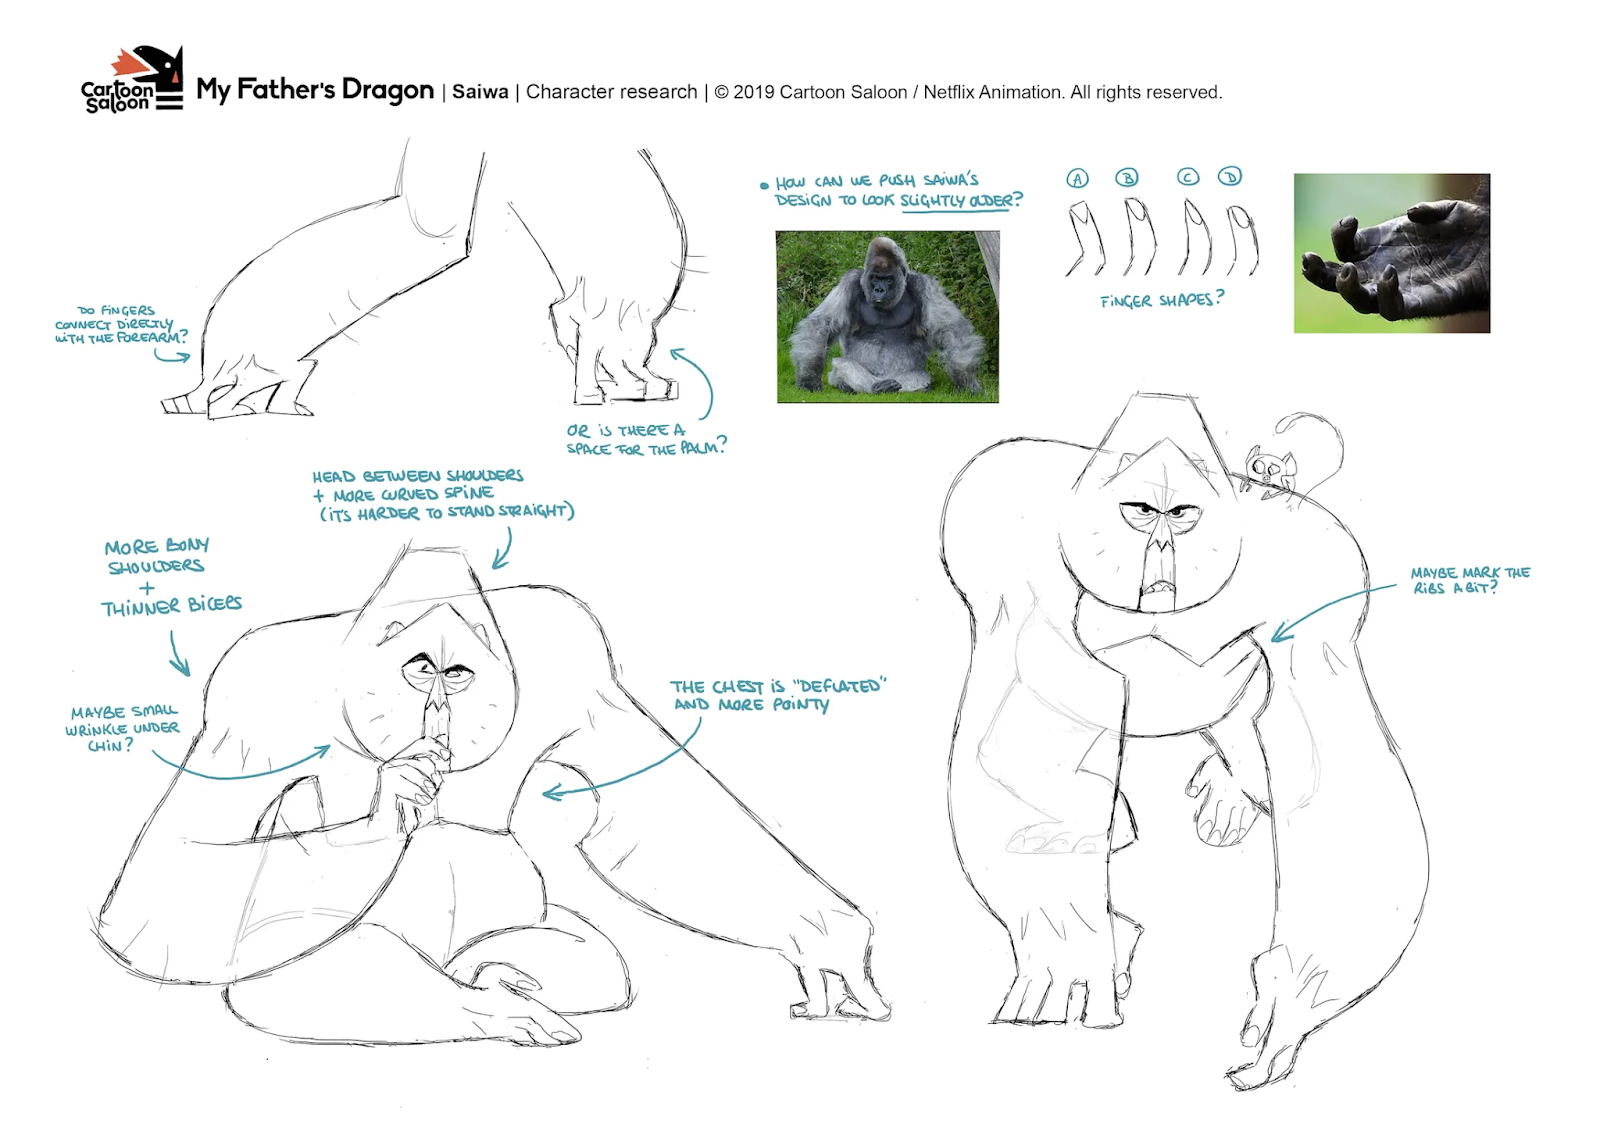 Cartoon
Saloon
My Father's Dragon | Saiwa | Character research | © 2019 Cartoon Saloon / Netflix Animation. All rights reserved.
• HOW CAN WE PUSH SAIWA'S
DESIGN TO LOOK SLIGHTLY OLDER?
A B C D
FINGER SHAPES?
DO FINGERS
CONNECT DIRECTLY
WITH THE FOREARM?
OR IS THERE A
SPACE FOR THE PALM?
HEAD BETWEEN SHOULDERS
+ MORE CURVED SPINE
(IT'S HARDER TO STAND STRAIGHT)
MORE BONY
SHOULDERS
+
THINNER BICEPS
MAYBE SMALL
WRINKLE UNDER
CHIN?
THE CHEST IS "DEFLATED"
AND MORE POINTY
MAYBE MARK THE
RIBS A BIT?